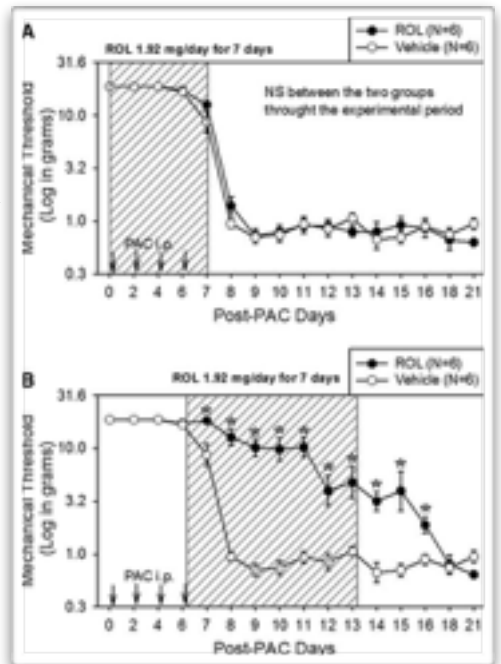 A
ROL (N=6)
Vehicle (N=6)
ROL 1.92 mg/day for 7 days
31.6
10.0
3.2
1.0
0.3
Mechanical Threshold
(Log in grams)
NS between the two groups
throught the experimental period
PAC i.p.
0 2 4 6 7 8 9 10 11 12 13 14 15 16 18 21
Post-PAC Days
B
ROL (N=6)
Vehicle (N=6)
ROL 1.92 mg/day for 7 days
31.6
10.0
3.2
1.0
0.3
Mechanical Threshold
(Log in grams)
* * * * * * * * * *
PAC i.p.
0 2 4 6 7 8 9 10 11 12 13 14 15 16 18 21
Post-PAC Days